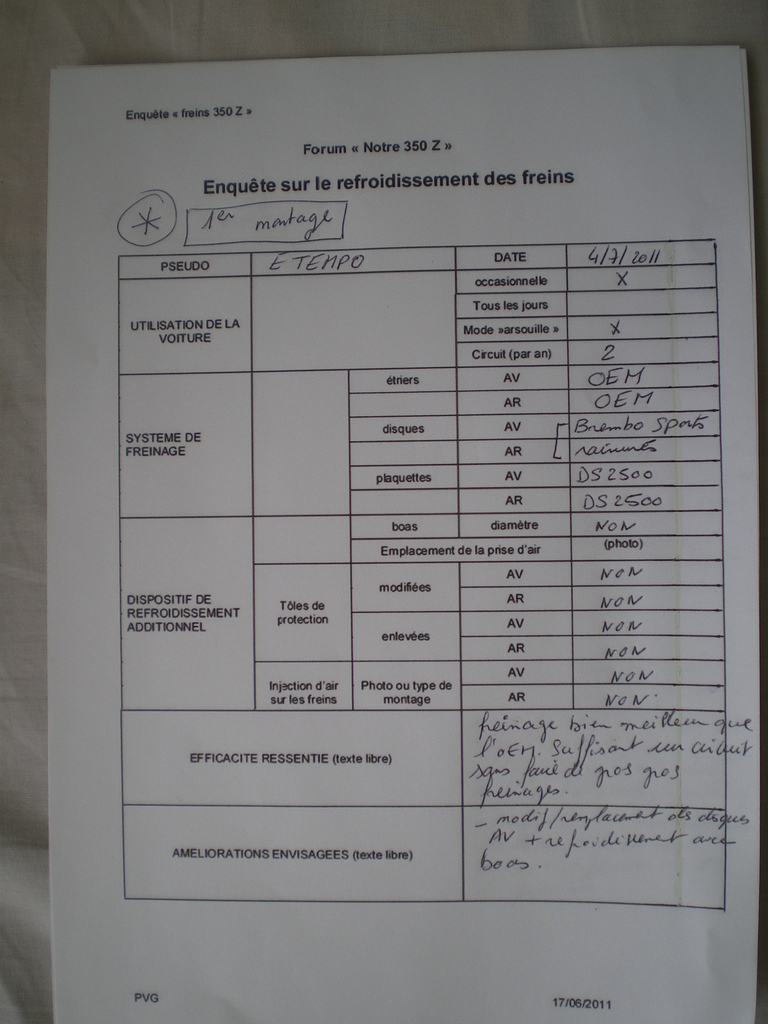 Enquête « freins 350 Z »
Forum « Notre 350 Z »
Enquête sur le refroidissement des freins
* 1er montage
PSEUDO ETEMPO DATE 4/7/2011
UTILISATION DE LA VOITURE
occasionnelle X
Tous les jours
Mode »arsouille » X
Circuit (par an) 2
SYSTEME DE FREINAGE
étriers AV OEM
AR OEM
disques AV Brembo Sports
AR rainurés
plaquettes AV DS2500
AR DS2500
DISPOSITIF DE REFROIDISSEMENT ADDITIONNEL
boas diamètre NON
Emplacement de la prise d'air (photo)
Tôles de protection
modifiées AV NON
AR NON
enlevées AV NON
AR NON
Injection d'air sur les freins
Photo ou type de montage
AV NON
AR NON.
EFFICACITE RESSENTIE (texte libre)
freinage bien meilleur que
l'OEM. Suffisant sur circuit
sans faire de gros gros
freinages.
AMELIORATIONS ENVISAGEES (texte libre)
- modif/remplacement des disques
AV + refroidissement avec
boas.
PVG
17/06/2011